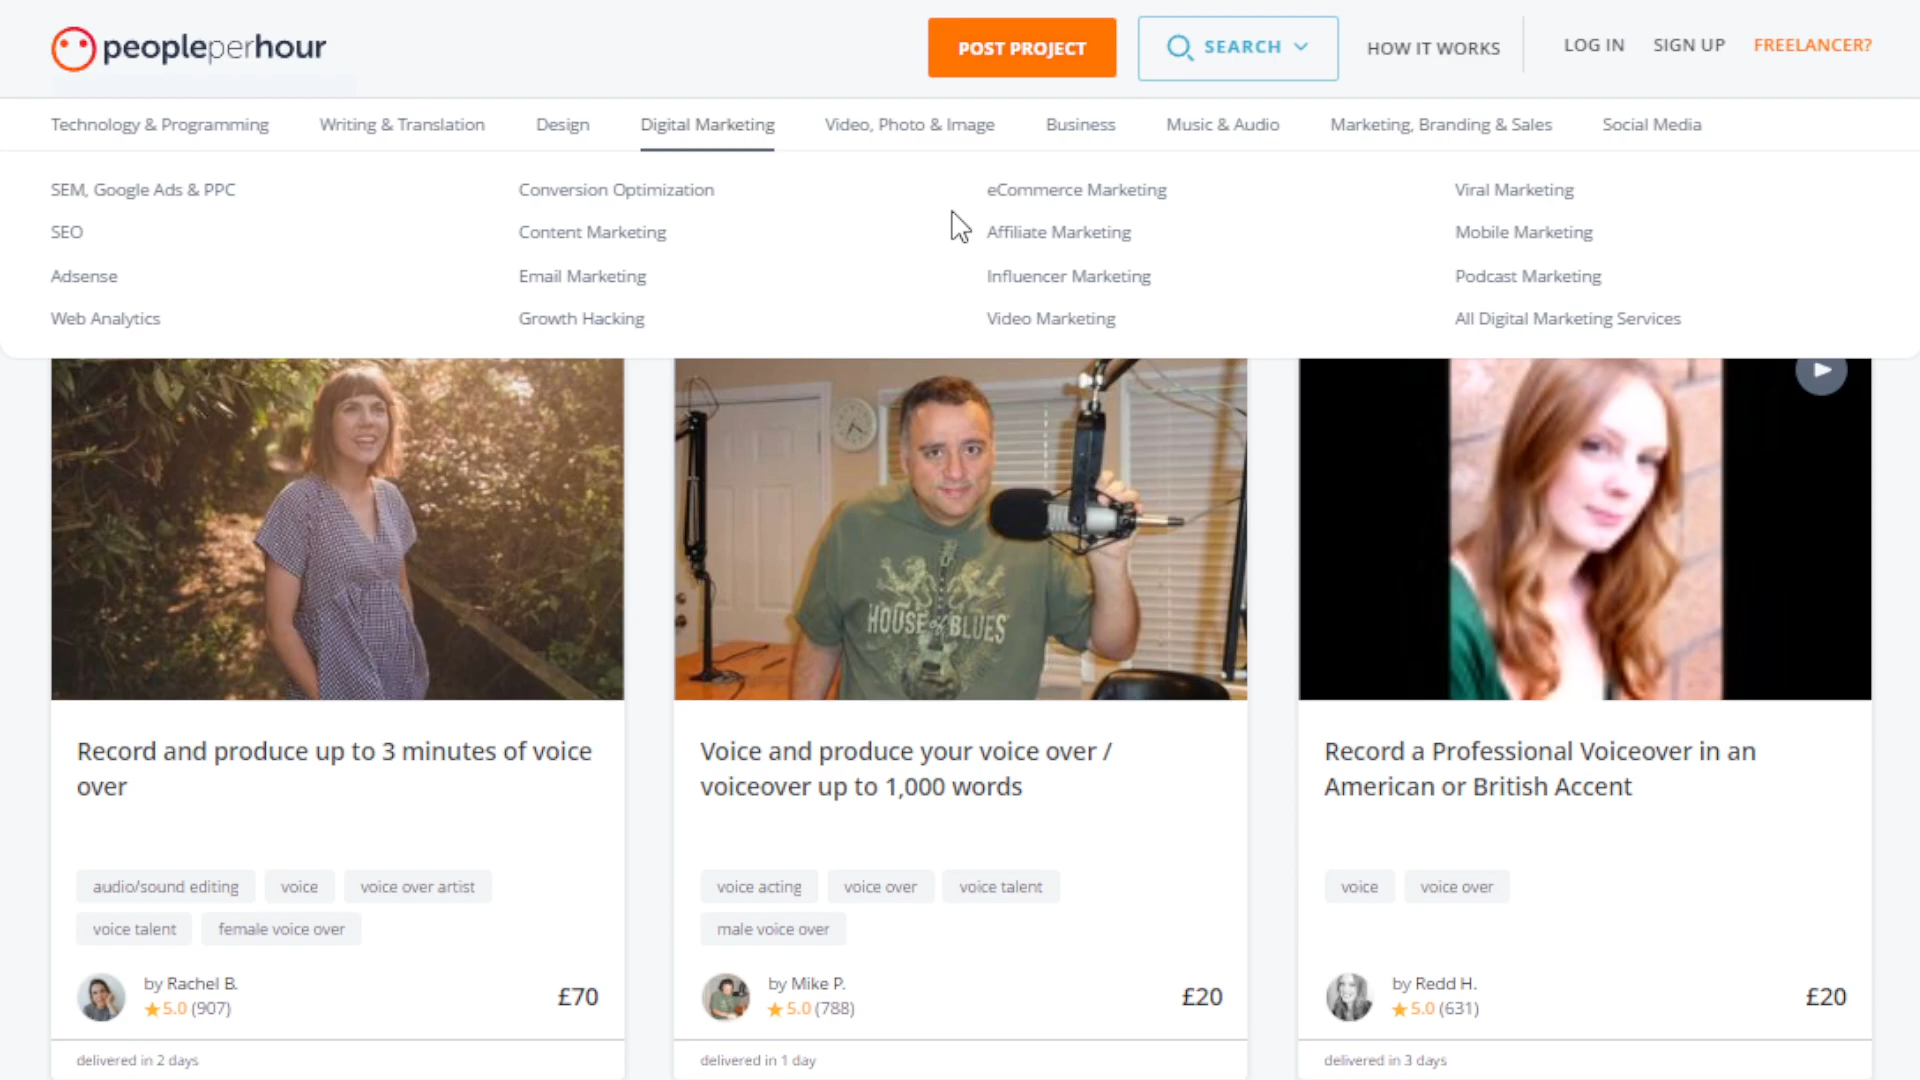 peopleperhour
POST PROJECT
SEARCH
HOW IT WORKS
LOG IN
SIGN UP
FREELANCER?
Technology & Programming
Writing & Translation
Design
Digital Marketing
Video, Photo & Image
Business
Music & Audio
Marketing, Branding & Sales
Social Media
SEM, Google Ads & PPC
Conversion Optimization
eCommerce Marketing
Viral Marketing
SEO
Content Marketing
Affiliate Marketing
Mobile Marketing
Adsense
Email Marketing
Influencer Marketing
Podcast Marketing
Web Analytics
Growth Hacking
Video Marketing
All Digital Marketing Services
HOUSE of BLUES
Record and produce up to 3 minutes of voice
over
audio/sound editing
voice
voice over artist
voice talent
female voice over
by Rachel B.
5.0 (907)
£70
delivered in 2 days
Voice and produce your voice over /
voiceover up to 1,000 words
voice acting
voice over
voice talent
male voice over
by Mike P.
5.0 (788)
£20
delivered in 1 day
Record a Professional Voiceover in an
American or British Accent
voice
voice over
by Redd H.
5.0 (631)
£20
delivered in 3 days